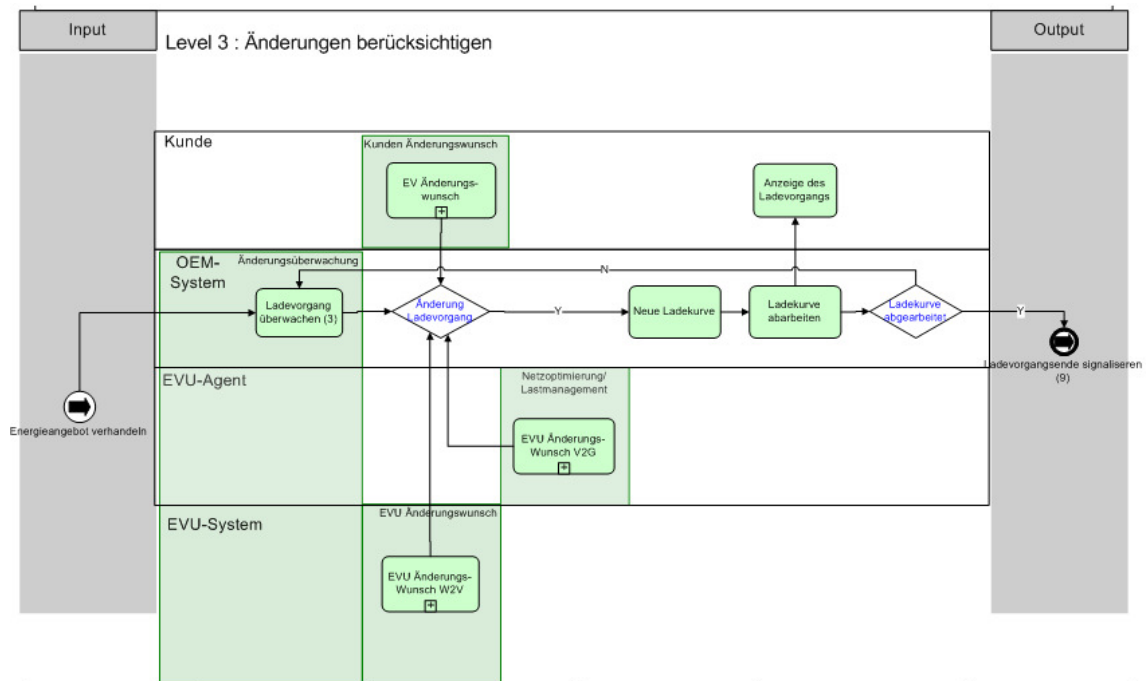 Input
Level 3 : Änderungen berücksichtigen
Output
Kunde
Kunden Änderungswunsch
EV Änderungs-
wunsch
Anzeige des
Ladevorgangs
OEM-
System
Änderungsüberwachung
N
Ladevorgang
überwachen (3)
Änderung
Ladevorgang
Y
Neue Ladekurve
Ladekurve
abarbeiten
Ladekurve
abgearbeitet
Y
Ladevorgangsende signalisieren
(9)
EVU-Agent
Netzoptimierung/
Lastmanagement
Energieangebot verhandeln
EVU Änderungs-
Wunsch V2G
EVU-System
EVU Änderungswunsch
EVU Änderungs-
Wunsch W2V